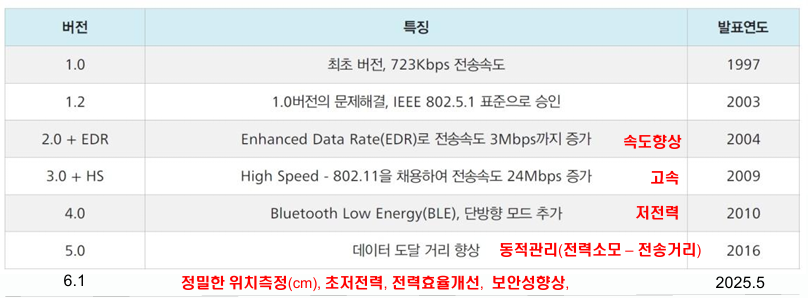 버전 특징 발표연도
1.0 최초 버전, 723Kbps 전송속도 1997
1.2 1.0버전의 문제해결, IEEE 802.5.1 표준으로 승인 2003
2.0 + EDR Enhanced Data Rate(EDR)로 전송속도 3Mbps까지 증가 속도향상 2004
3.0 + HS High Speed - 802.11을 채용하여 전송속도 24Mbps 증가 고속 2009
4.0 Bluetooth Low Energy(BLE), 단방향 모드 추가 저전력 2010
5.0 데이터 도달 거리 향상 동적관리(전력소모 – 전송거리) 2016
6.1 정밀한 위치측정(cm), 초저전력, 전력효율개선, 보안성향상, 2025.5